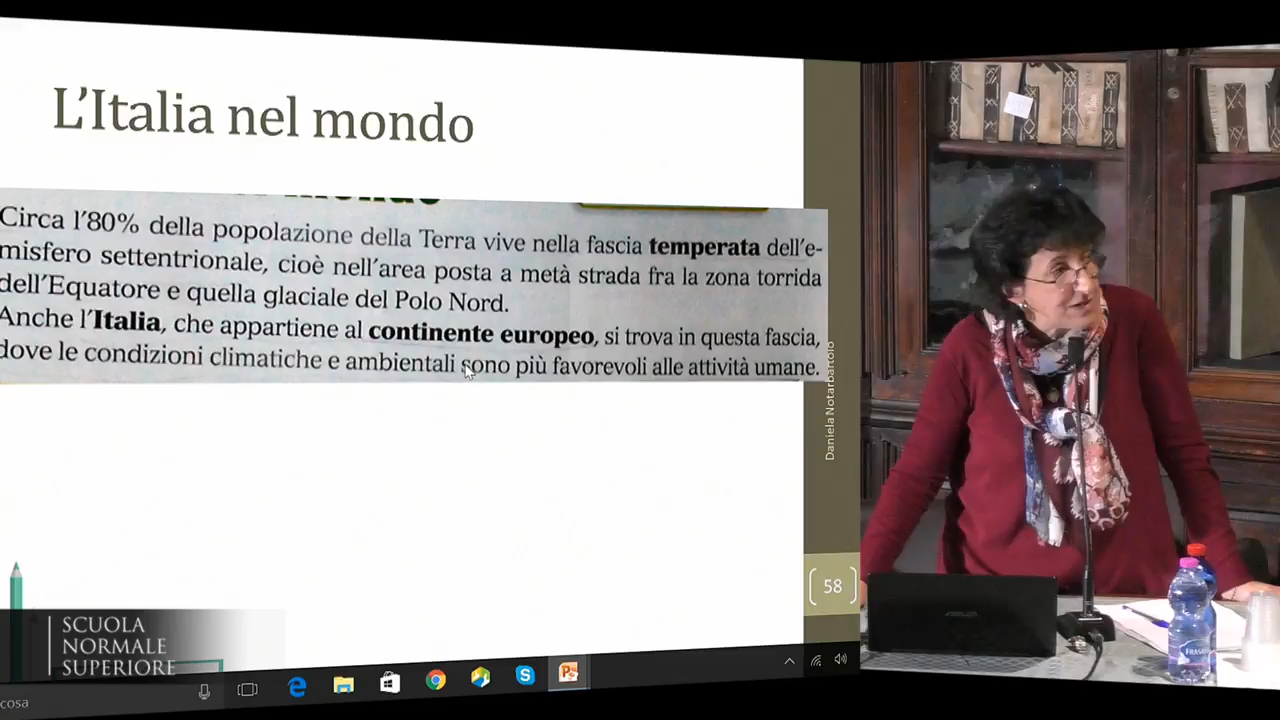 L'Italia nel mondo
Circa l'80% della popolazione della Terra vive nella fascia temperata dell'e-
misfero settentrionale, cioè nell'area posta a metà strada fra la zona torrida
dell'Equatore e quella glaciale del Polo Nord.
Anche l'Italia, che appartiene al continente europeo, si trova in questa fascia,
dove le condizioni climatiche e ambientali sono più favorevoli alle attività umane.
Daniela Notarbartolo
58
SCUOLA
NORMALE
SUPERIORE
cosa
ASUS